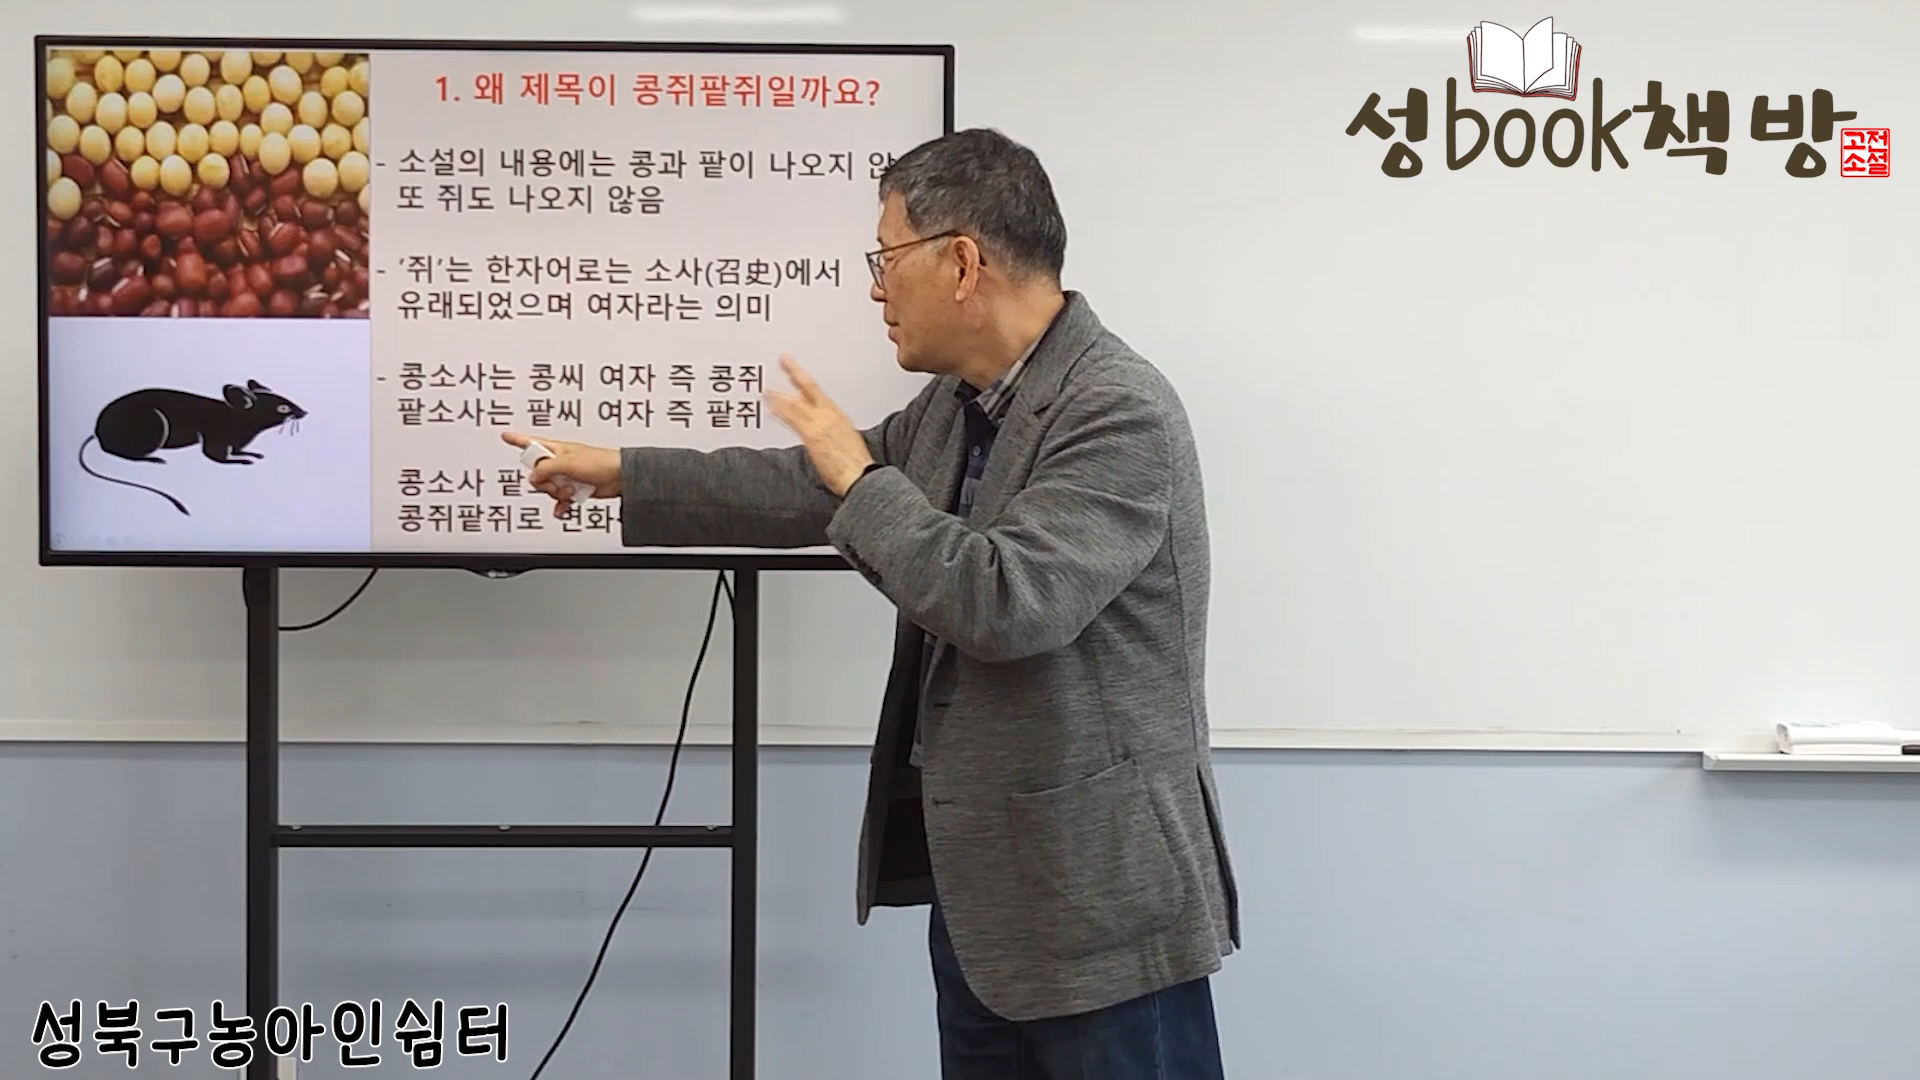 1. 왜 제목이 콩쥐팥쥐일까요?
- 소설의 내용에는 콩과 팥이 나오지
또 쥐도 나오지 않음
- '쥐'는 한자어로는 소사(召史)에서
유래되었으며 여자라는 의미
- 콩소사는 콩씨 여자 즉 콩쥐
팥소사는 팥씨 여자 즉 팥쥐
콩소사
콩쥐팥쥐로 변화
성book책방
고전
소설
성북구농아인쉼터